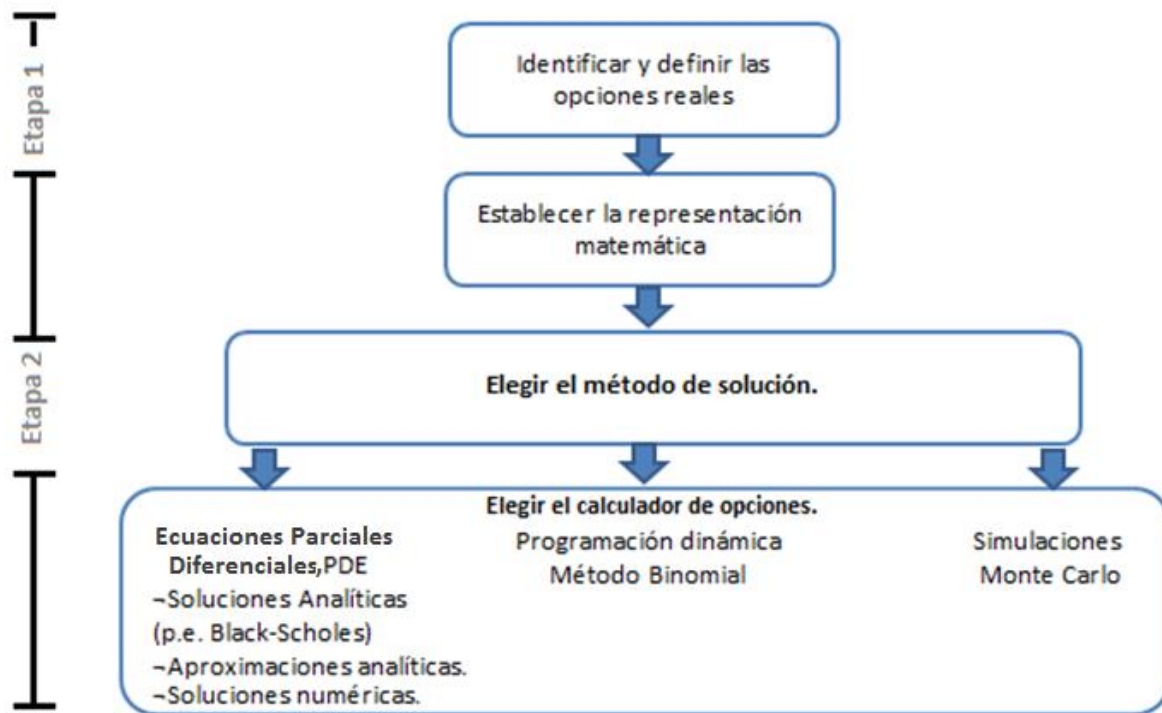 Etapa 1
Identificar y definir las
opciones reales
Establecer la representación
matemática
Etapa 2
Elegir el método de solución.
Elegir el calculador de opciones.
Ecuaciones Parciales
Diferenciales,PDE
¬Soluciones Analíticas
(p.e. Black-Scholes)
¬Aproximaciones analíticas.
¬Soluciones numéricas.
Programación dinámica
Método Binomial
Simulaciones
Monte Carlo